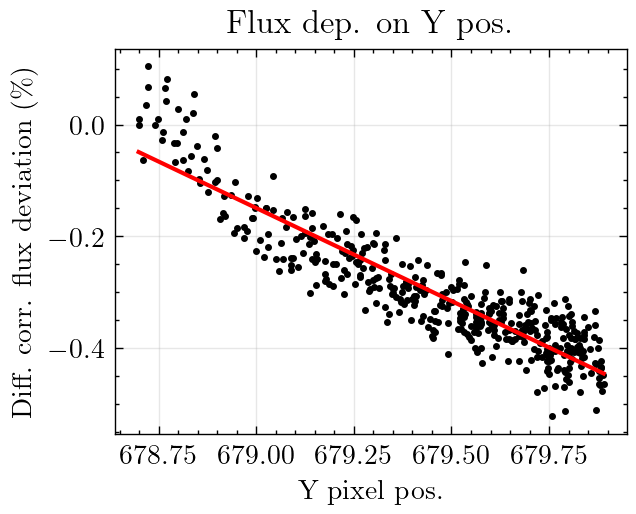 Flux dep. on Y pos.
Diff. corr. flux deviation (%)
0.0
−0.2
−0.4
678.75 679.00 679.25 679.50 679.75
Y pixel pos.